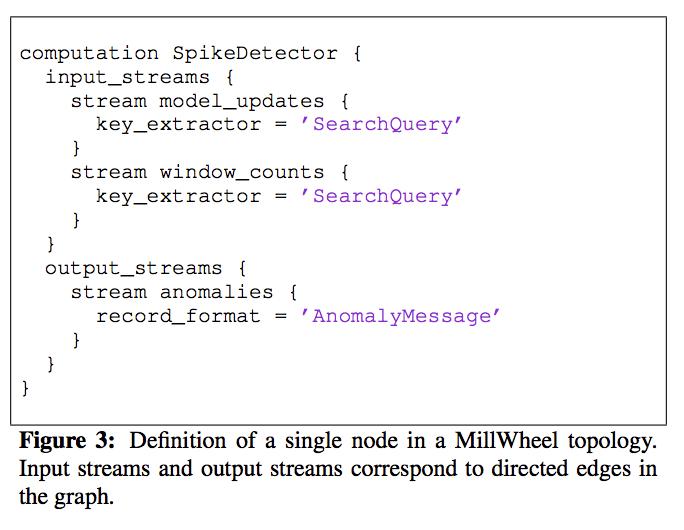 computation SpikeDetector {
input_streams {
stream model_updates {
key_extractor = ’SearchQuery’
}
stream window_counts {
key_extractor = ’SearchQuery’
}
}
output_streams {
stream anomalies {
record_format = ’AnomalyMessage’
}
}
}
Figure 3: Definition of a single node in a MillWheel topology.
Input streams and output streams correspond to directed edges in
the graph.